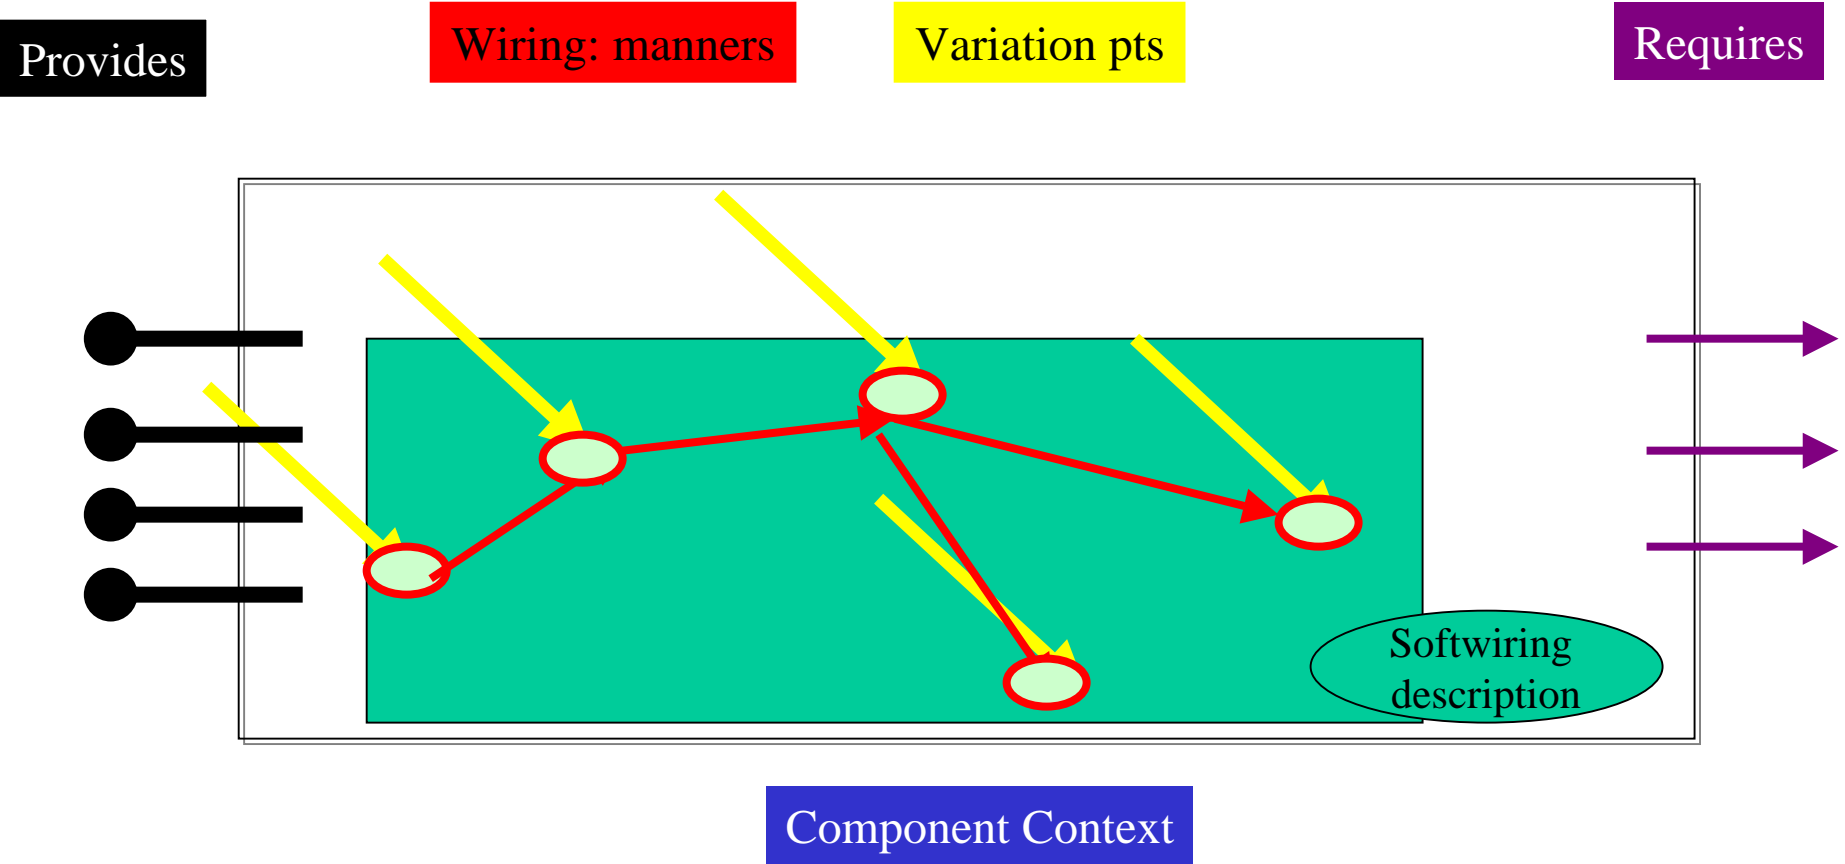 Provides
Wiring: manners
Variation pts
Requires
Softwiring
description
Component Context